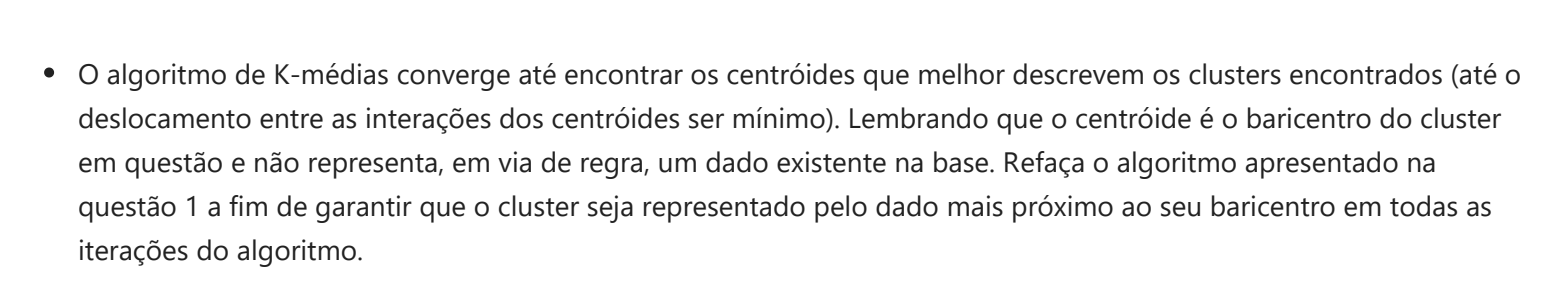 • O algoritmo de K-médias converge até encontrar os centróides que melhor descrevem os clusters encontrados (até o
deslocamento entre as interações dos centróides ser mínimo). Lembrando que o centróide é o baricentro do cluster
em questão e não representa, em via de regra, um dado existente na base. Refaça o algoritmo apresentado na
questão 1 a fim de garantir que o cluster seja representado pelo dado mais próximo ao seu baricentro em todas as
iterações do algoritmo.